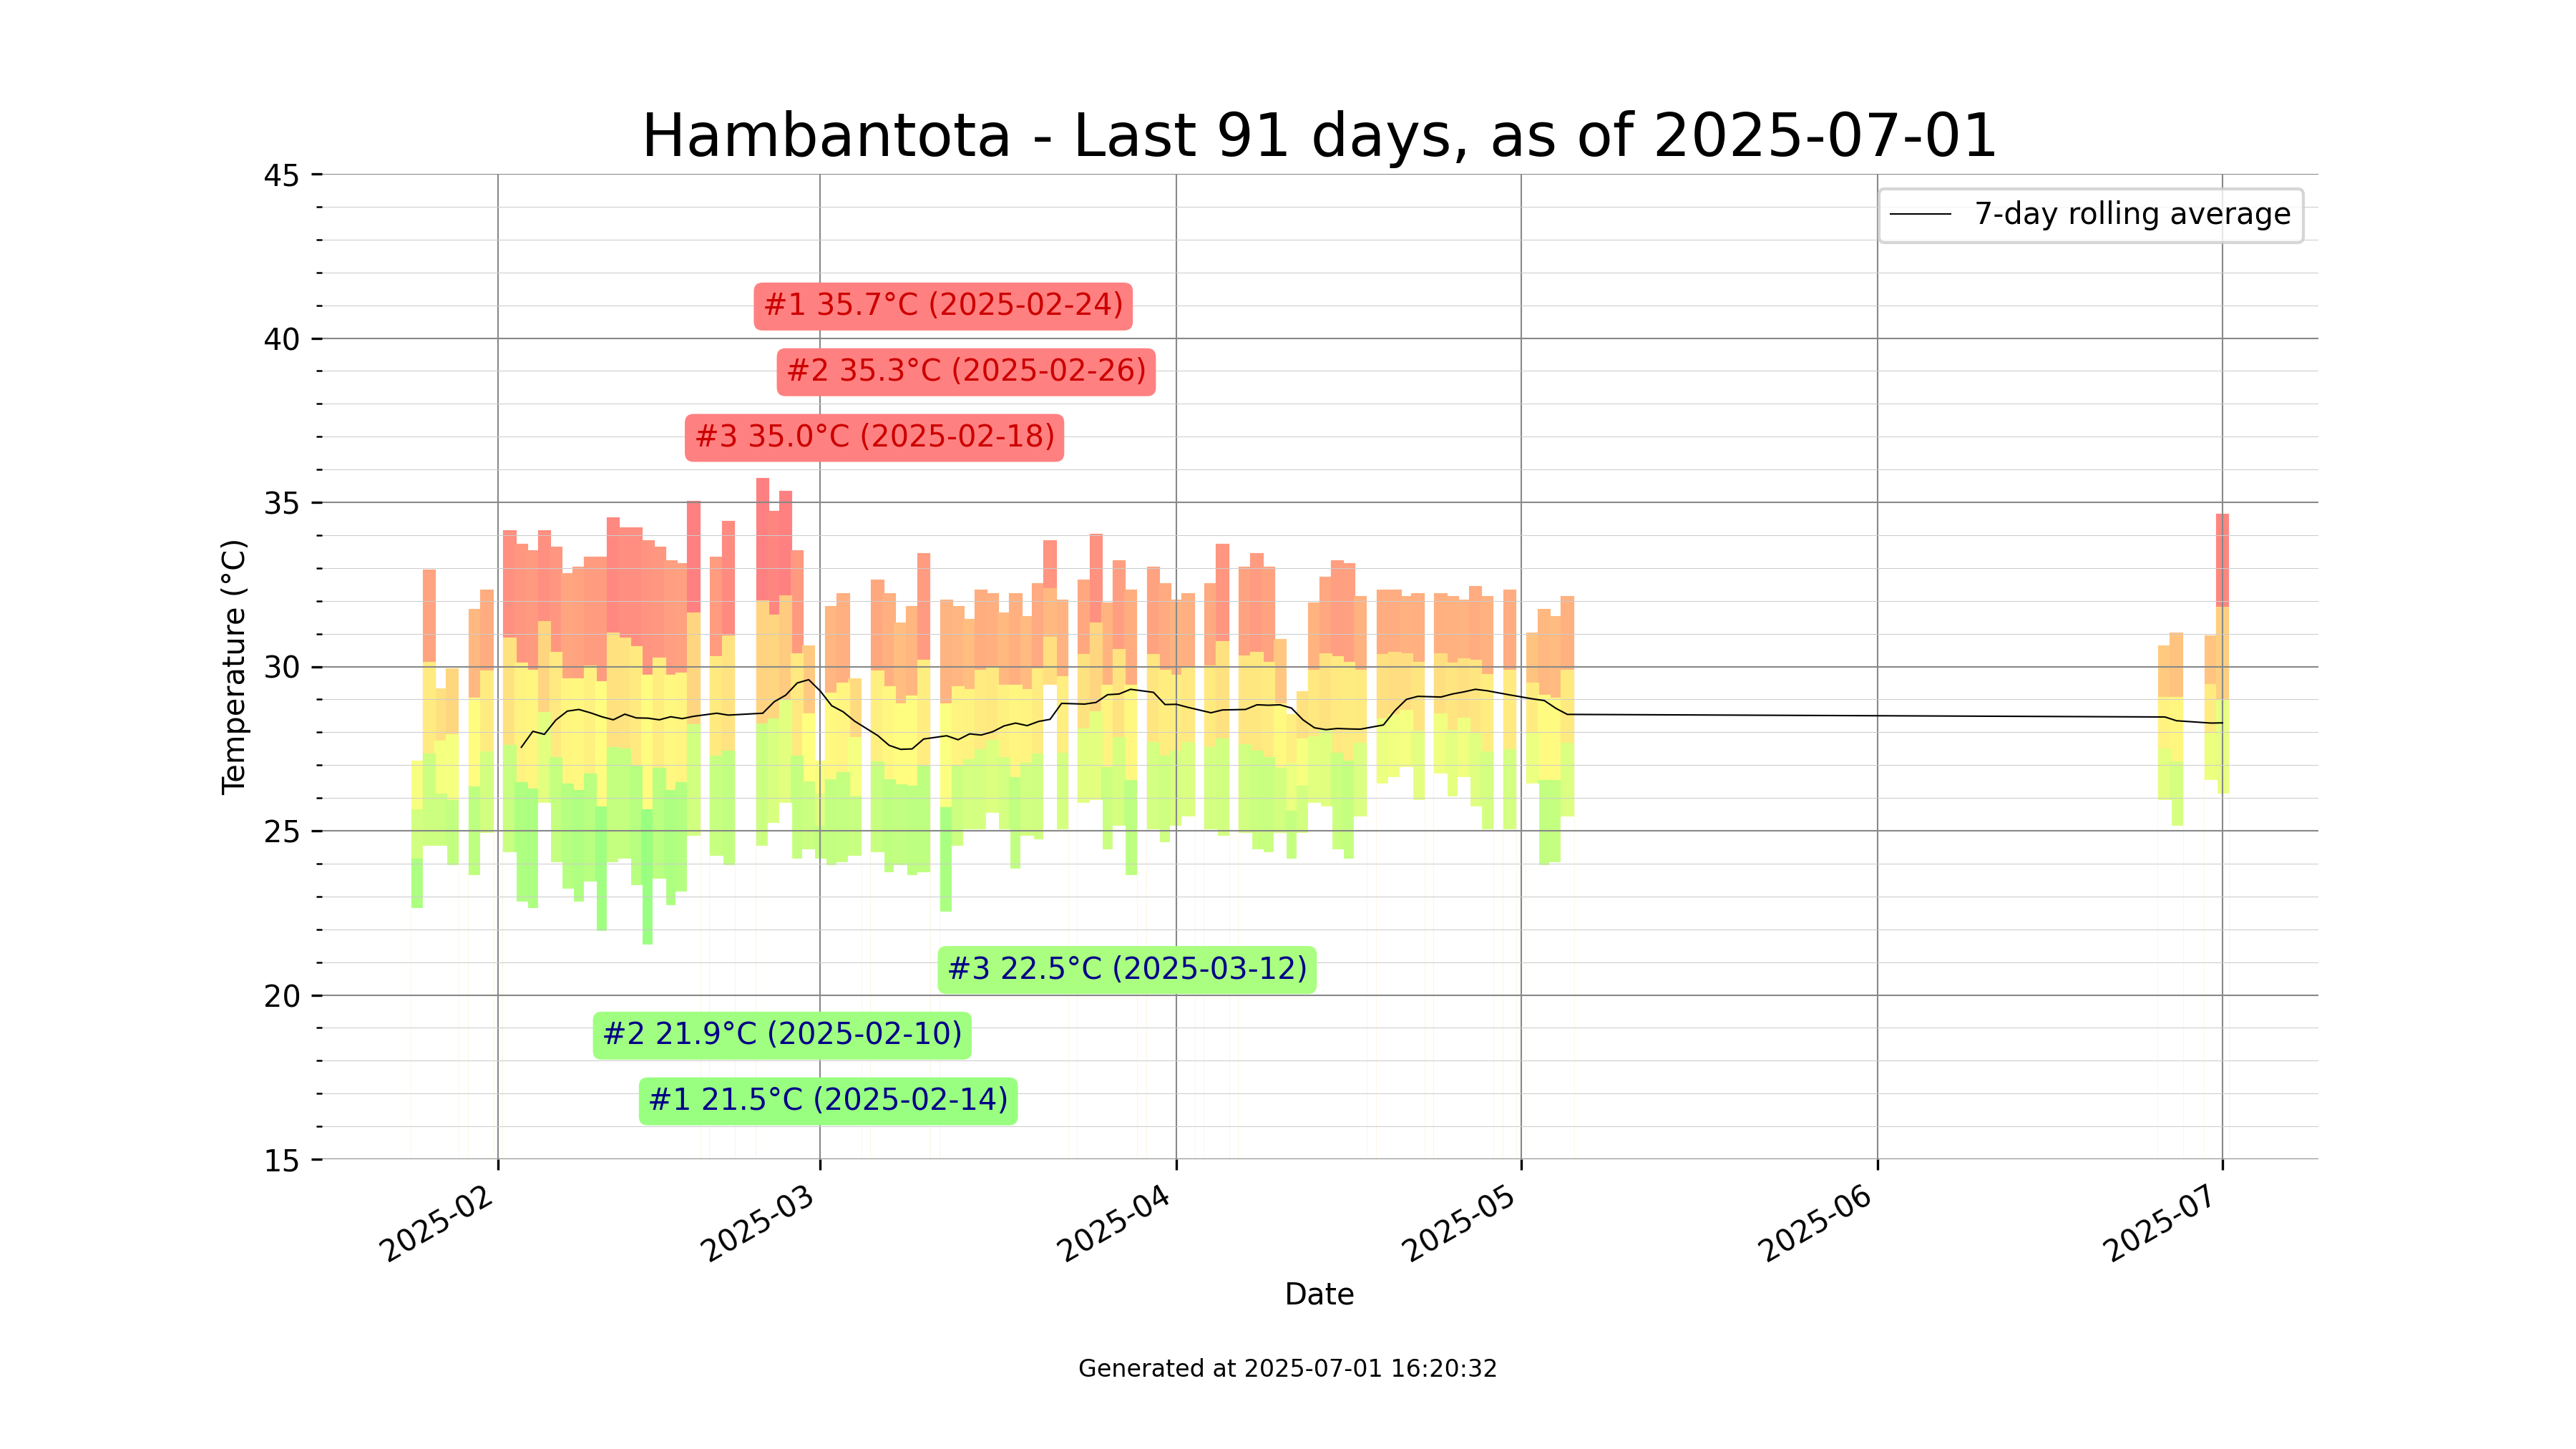 Hambantota - Last 91 days, as of 2025-07-01
45
7-day rolling average
#1 35.7°C (2025-02-24)
40
#2 35.3°C (2025-02-26)
#3 35.0°C (2025-02-18)
35
Temperature (°C)
30
25
#3 22.5°C (2025-03-12)
20
#2 21.9°C (2025-02-10)
#1 21.5°C (2025-02-14)
15
2025-02
2025-03
2025-04
2025-05
2025-06
2025-07
Date
Generated at 2025-07-01 16:20:32